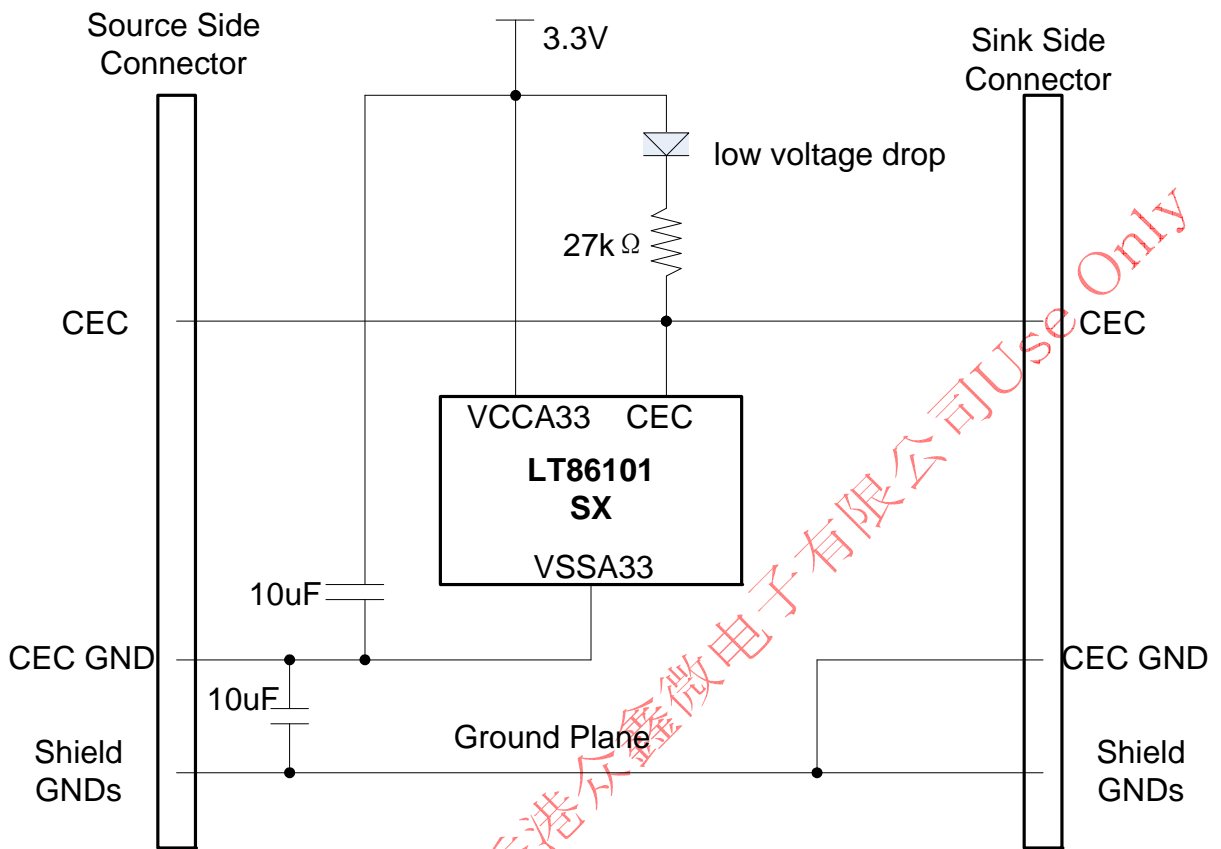 Source Side
Connector
3.3V
Sink Side
Connector
low voltage drop
27k Ω
CEC
CEC
VCCA33 CEC
LT86101
SX
VSSA33
10uF
CEC GND
CEC GND
10uF
Ground Plane
Shield
GNDs
Shield
GNDs
港众鑫微电子有限公司Use Only